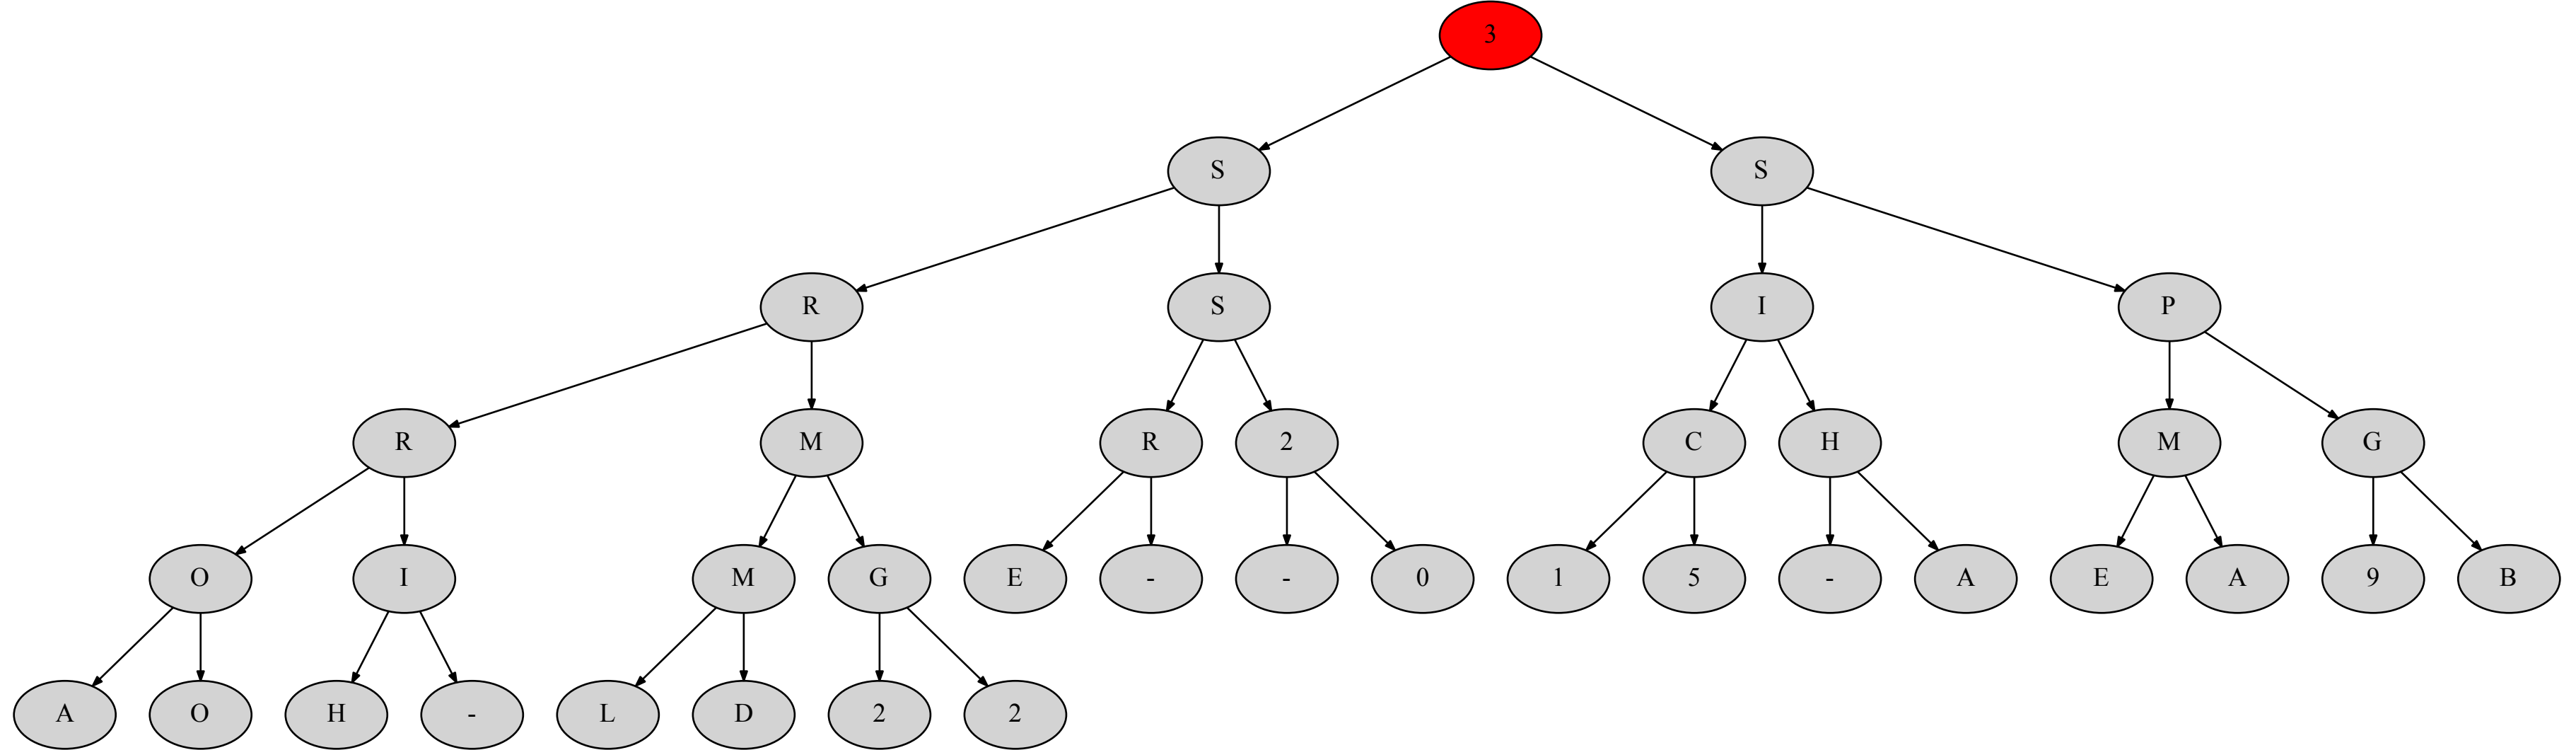 3
S S
R S I P
R M R 2 C H M G
O I M G E - - 0 1 5 - A E A 9 B
A O H - L D 2 2